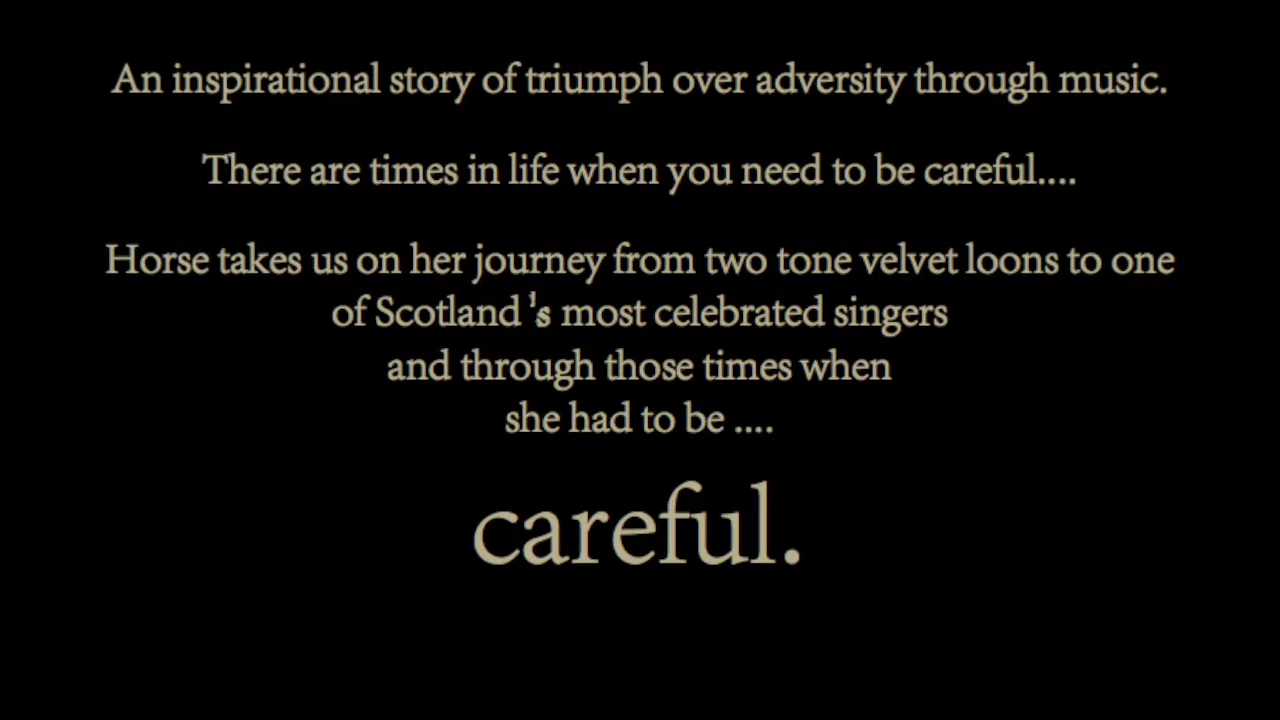 An inspirational story of triumph over adversity through music.
There are times in life when you need to be careful....
Horse takes us on her journey from two tone velvet loons to one
of Scotland's most celebrated singers
and through those times when
she had to be ....
careful.